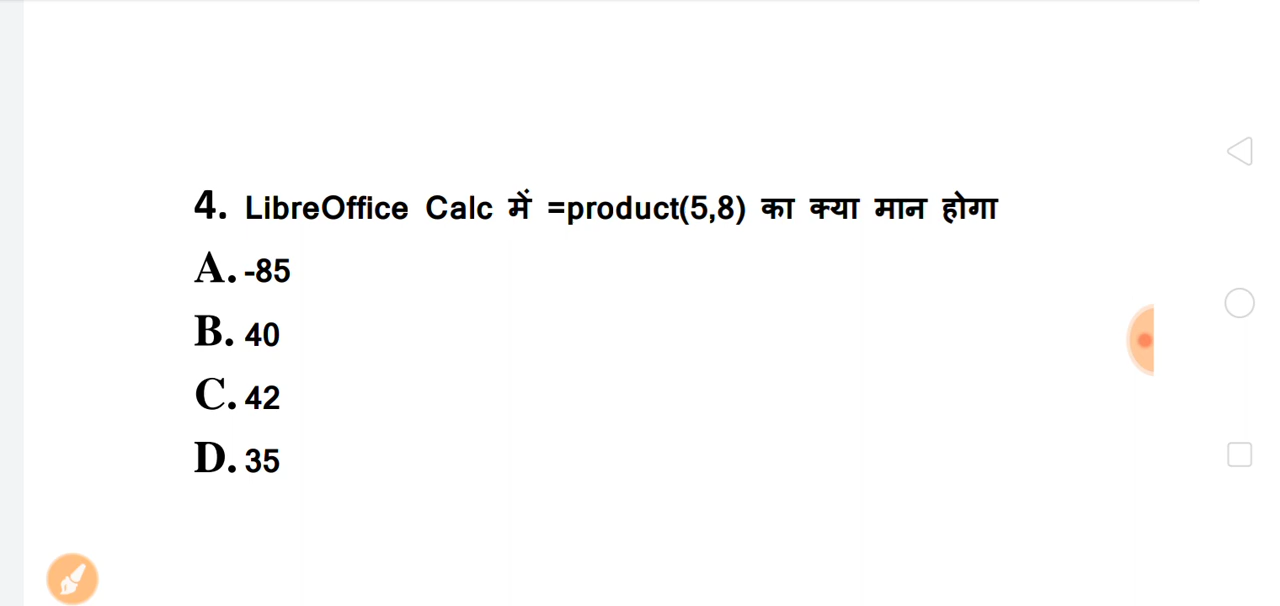 4. LibreOffice Calc में =product(5,8) का क्या मान होगा
A. -85
B. 40
C. 42
D. 35